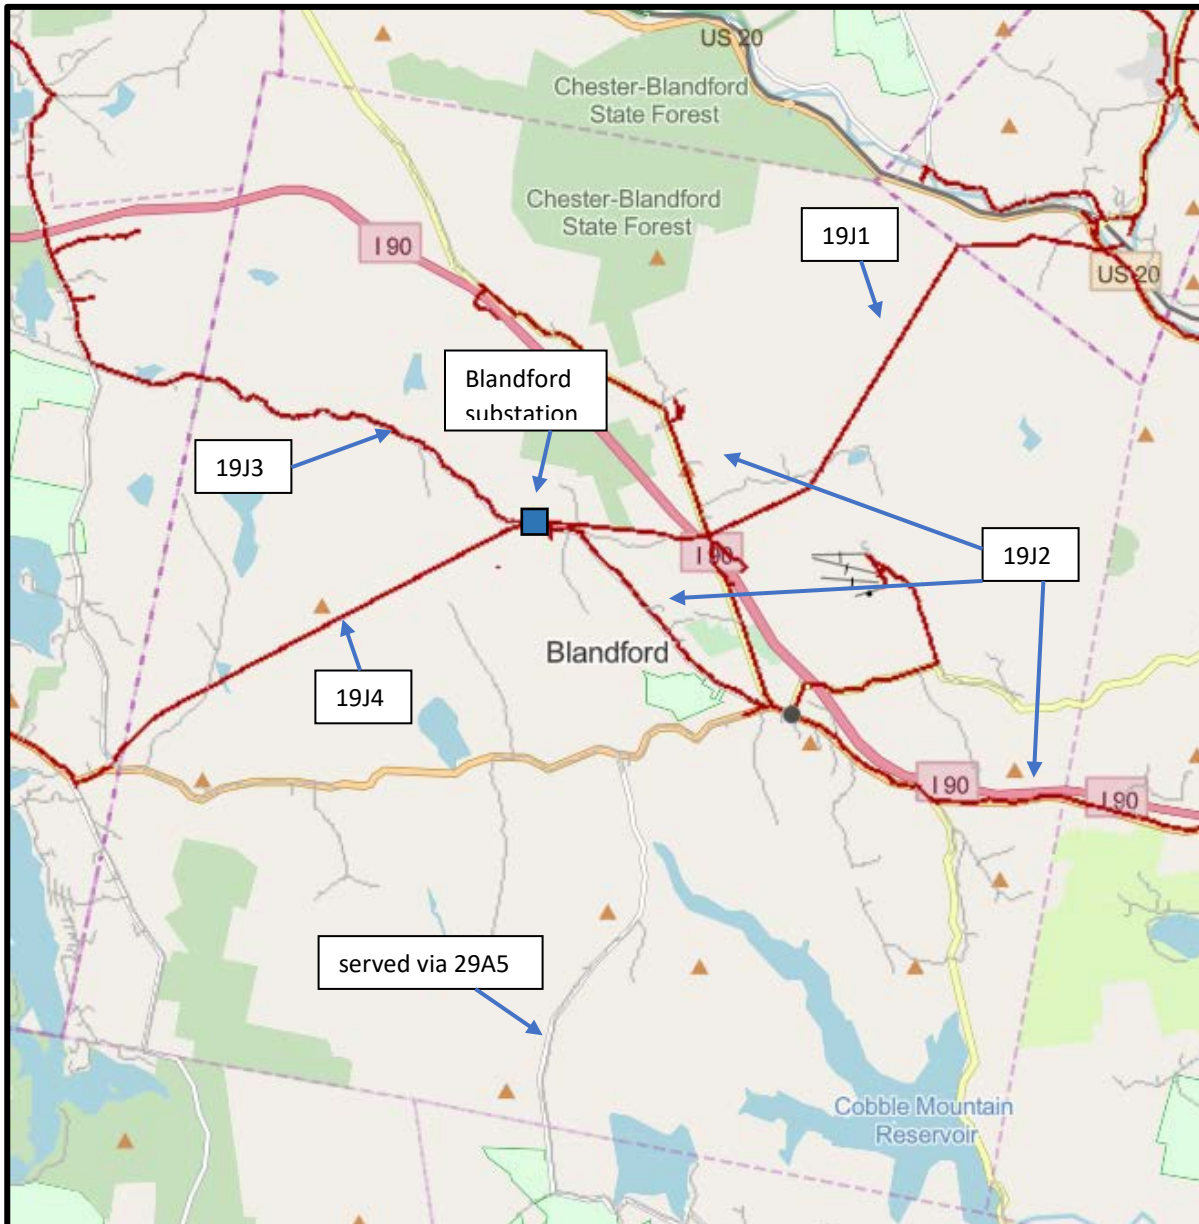 US 20
Chester-Blandford
State Forest
Chester-Blandford
State Forest
I 90
19J1
US 20
Blandford
substation
19J3
I 90
19J2
Blandford
19J4
I 90
I 90
served via 29A5
Cobble Mountain
Reservoir